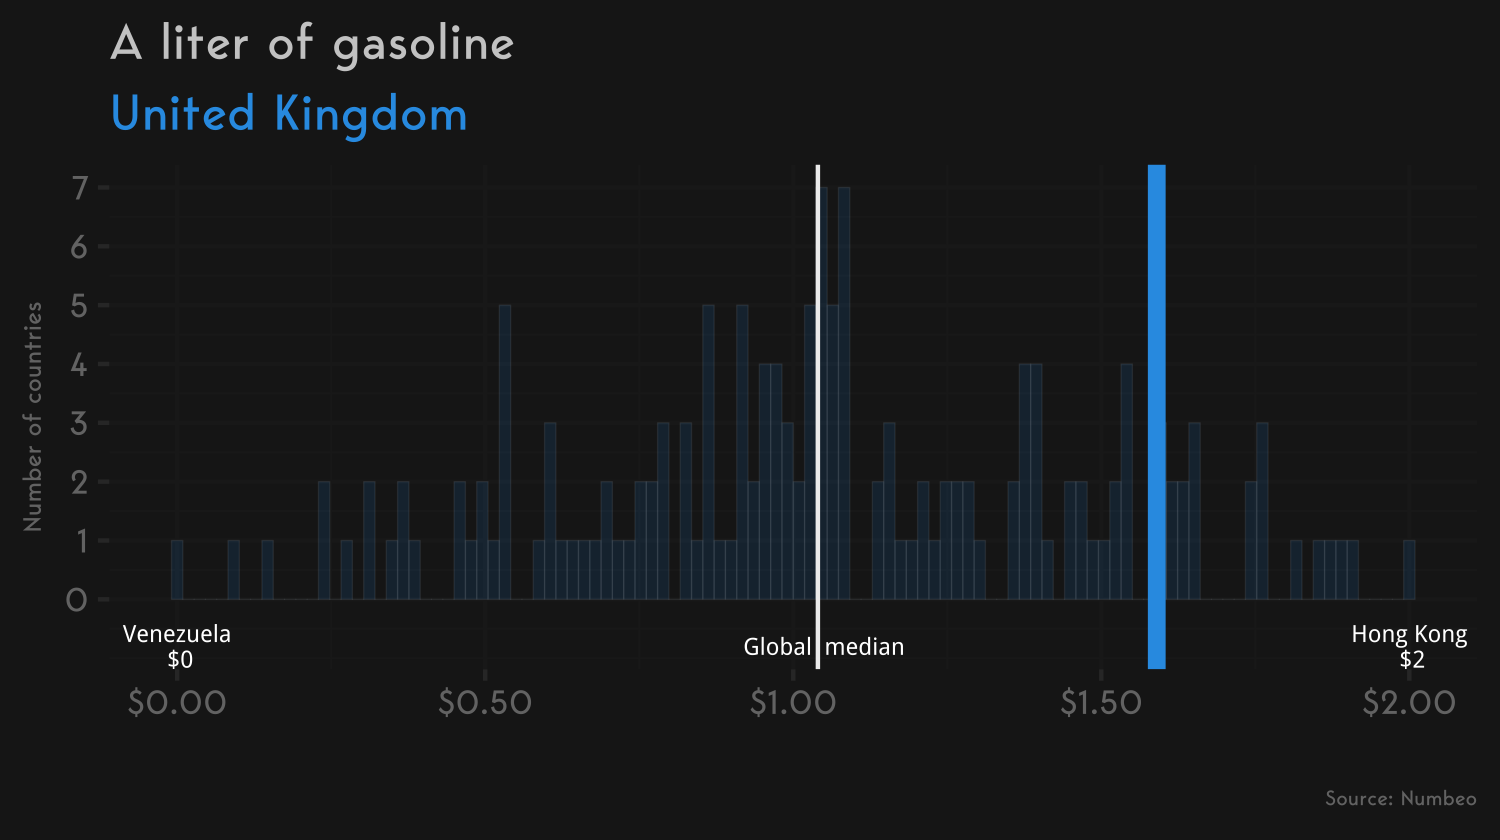 A liter of gasoline
United Kingdom
Number of countries
7
6
5
4
3
2
1
0
Venezuela
$0
Global median
Hong Kong
$2
$0.00 $0.50 $1.00 $1.50 $2.00
Source: Numbeo